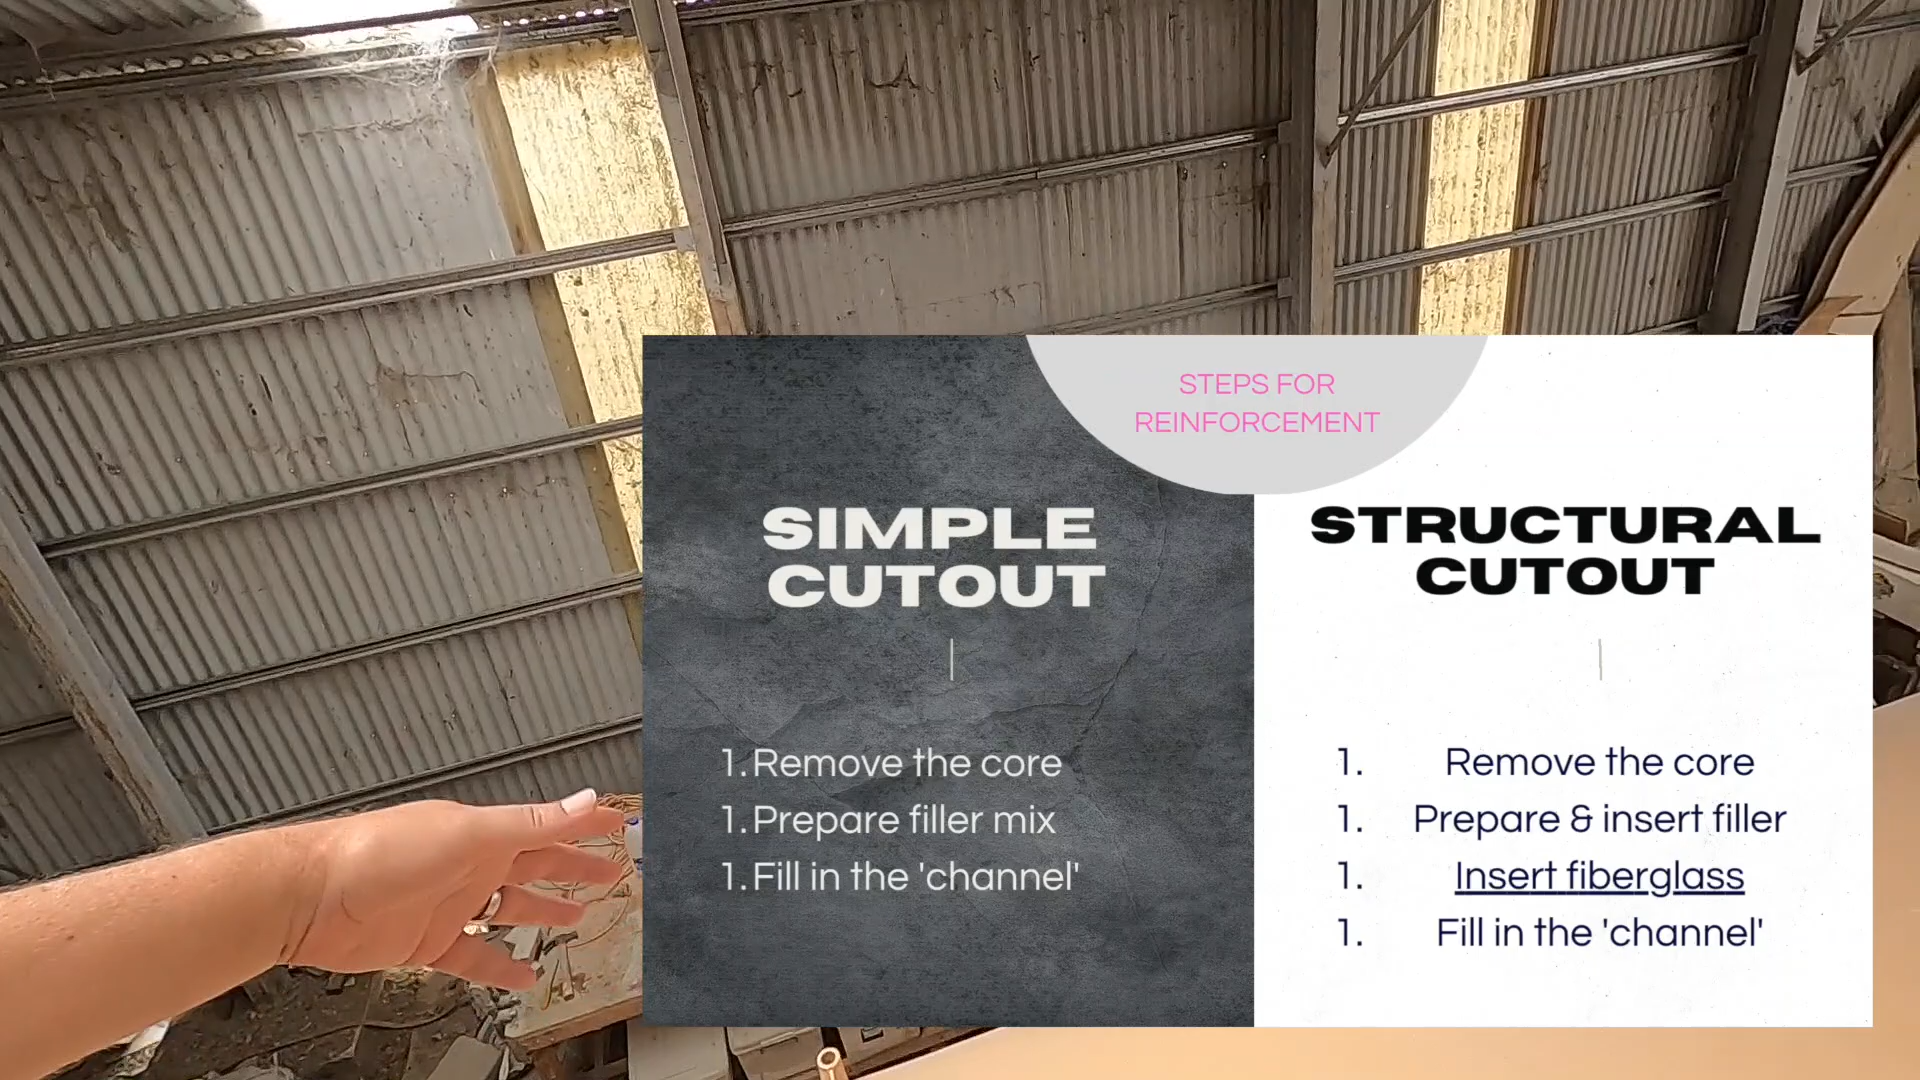 STEPS FOR
REINFORCEMENT
SIMPLE
CUTOUT
1. Remove the core
1. Prepare filler mix
1. Fill in the 'channel'
STRUCTURAL
CUTOUT
1. Remove the core
1. Prepare & insert filler
1. Insert fiberglass
1. Fill in the 'channel'